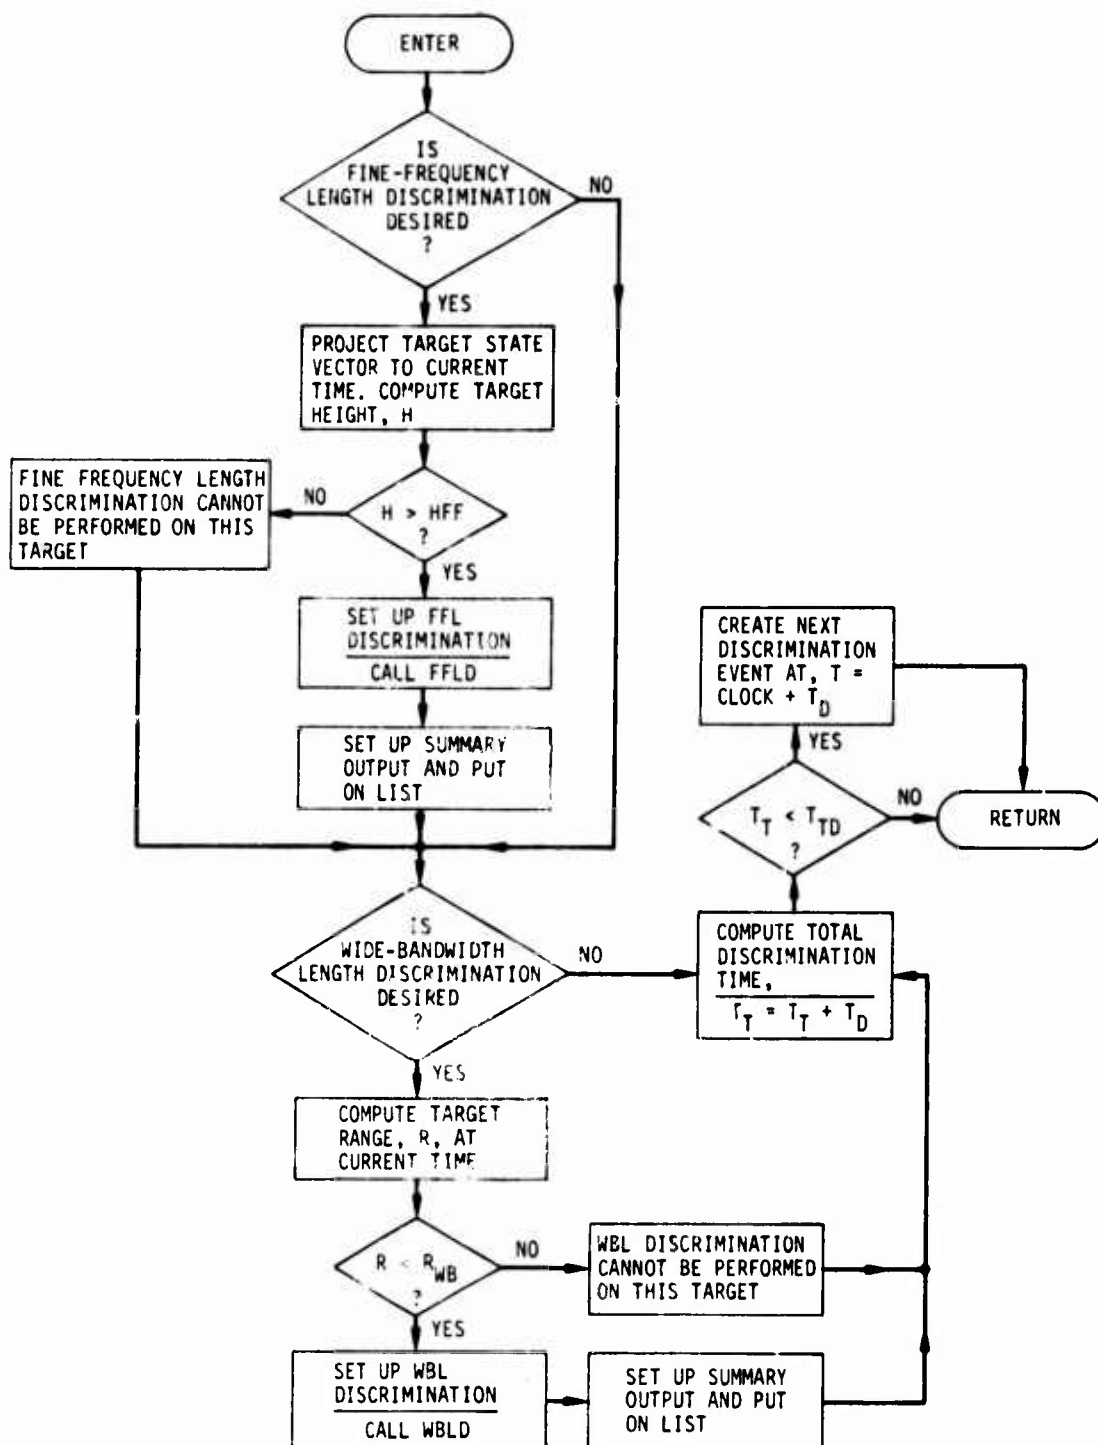 ENTER
IS
FINE-FREQUENCY
LENGTH DISCRIMINATION
DESIRED
?
NO
YES
PROJECT TARGET STATE
VECTOR TO CURRENT
TIME. COMPUTE TARGET
HEIGHT, H
H > HFF
?
NO
YES
FINE FREQUENCY LENGTH
DISCRIMINATION CANNOT
BE PERFORMED ON THIS
TARGET
SET UP FFL
DISCRIMINATION
CALL FFLD
SET UP SUMMARY
OUTPUT AND PUT
ON LIST
IS
WIDE-BANDWIDTH
LENGTH DISCRIMINATION
DESIRED
?
NO
YES
COMPUTE TARGET
RANGE, R, AT
CURRENT TIME
R < R_WB
?
NO
YES
WBL DISCRIMINATION
CANNOT BE PERFORMED
ON THIS TARGET
SET UP WBL
DISCRIMINATION
CALL WBLD
SET UP SUMMARY
OUTPUT AND PUT
ON LIST
COMPUTE TOTAL
DISCRIMINATION
TIME,
T_T = T_T + T_D
T_T < T_TD
?
YES
NO
CREATE NEXT
DISCRIMINATION
EVENT AT, T =
CLOCK + T_D
RETURN